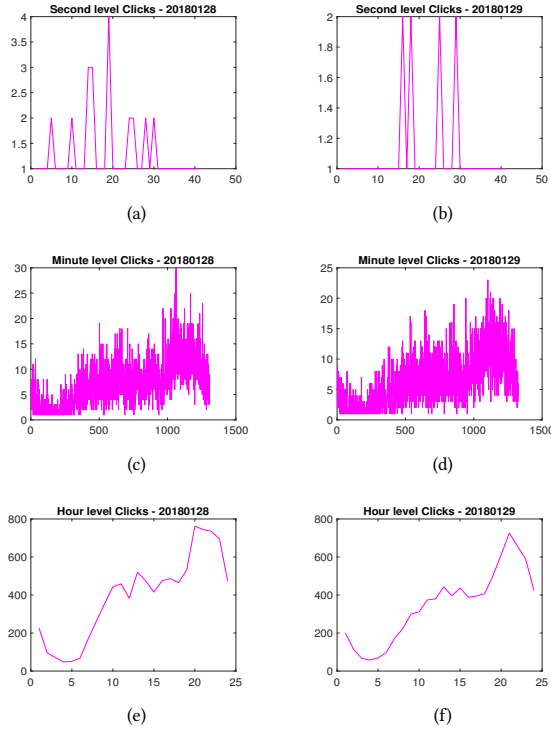 Second level Clicks - 20180128
4
3.5
3
2.5
2
1.5
1
0 10 20 30 40 50
(a)
Second level Clicks - 20180129
2
1.8
1.6
1.4
1.2
1
0 10 20 30 40 50
(b)
Minute level Clicks - 20180128
30
25
20
15
10
5
0
0 500 1000 1500
(c)
Minute level Clicks - 20180129
25
20
15
10
5
0
0 500 1000 1500
(d)
Hour level Clicks - 20180128
800
600
400
200
0
0 5 10 15 20 25
(e)
Hour level Clicks - 20180129
800
600
400
200
0
0 5 10 15 20 25
(f)